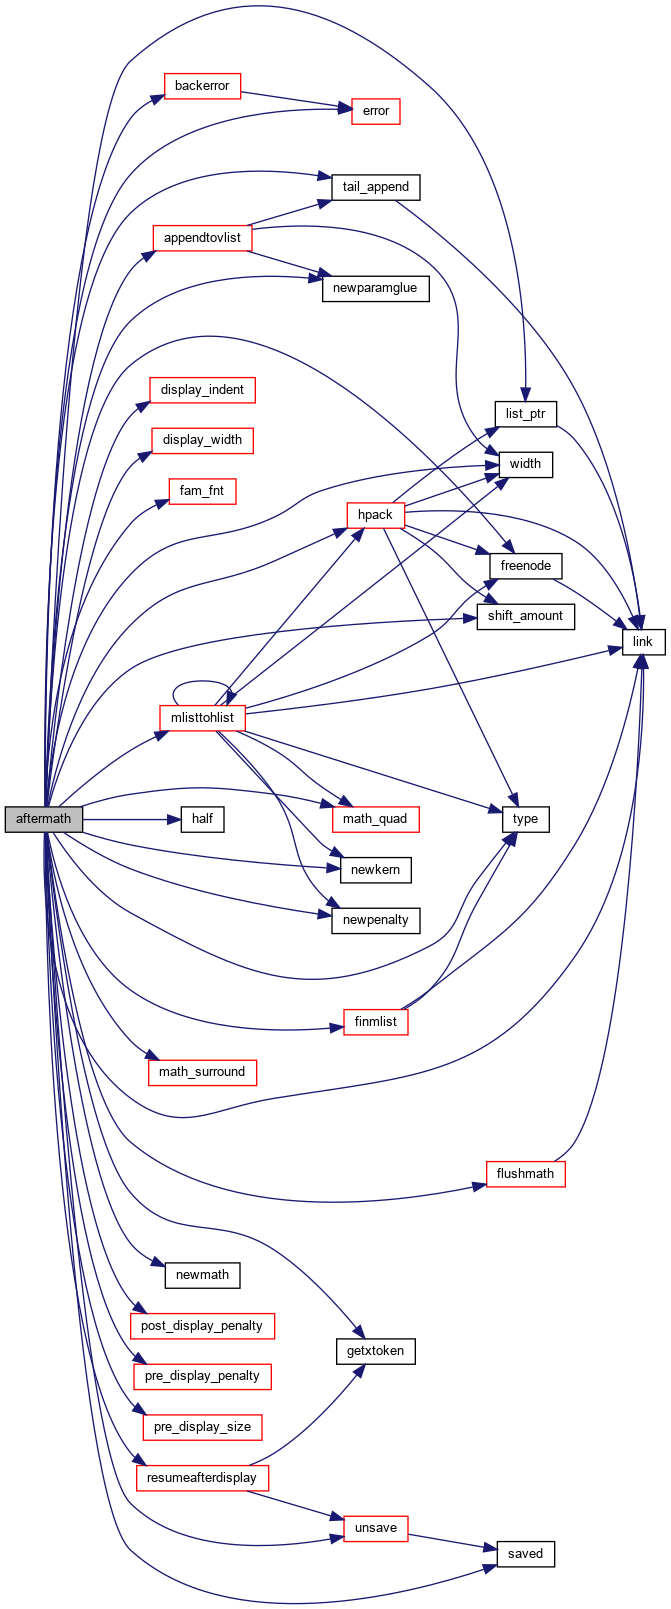 backerror
error
tail_append
appendtovlist
newparamglue
display_indent
list_ptr
display_width
width
fam_fnt
hpack
freenode
shift_amount
link
mlisttohlist
aftermath
half
math_quad
type
newkern
newpenalty
finmlist
math_surround
flushmath
newmath
post_display_penalty
getxtoken
pre_display_penalty
pre_display_size
resumeafterdisplay
unsave
saved